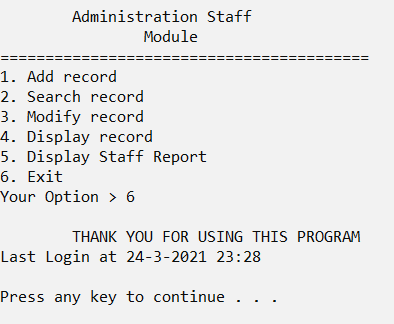 Administration Staff
Module
=========================================
1. Add record
2. Search record
3. Modify record
4. Display record
5. Display Staff Report
6. Exit
Your Option > 6
THANK YOU FOR USING THIS PROGRAM
Last Login at 24-3-2021 23:28
Press any key to continue . . .